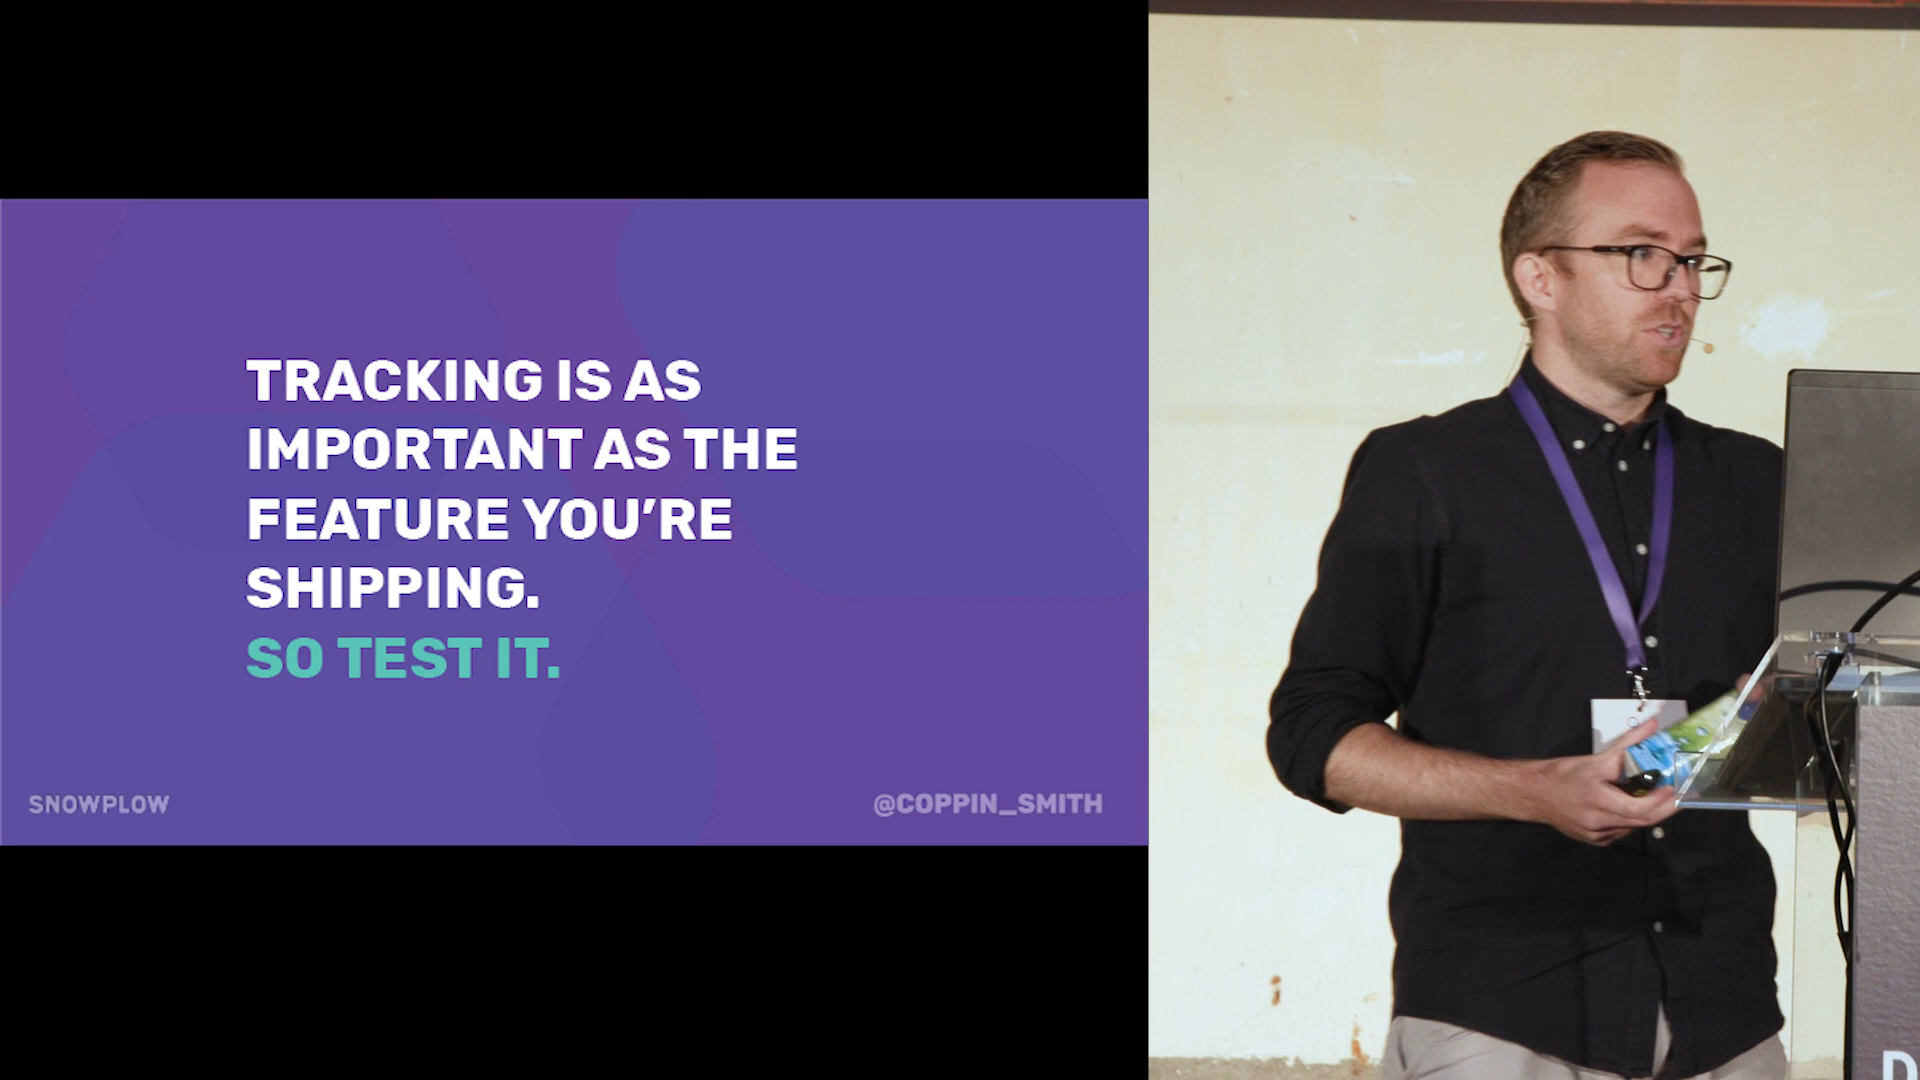 TRACKING IS AS
IMPORTANT AS THE
FEATURE YOU'RE
SHIPPING.
SO TEST IT.
SNOWPLOW
@COPPIN_SMITH
D